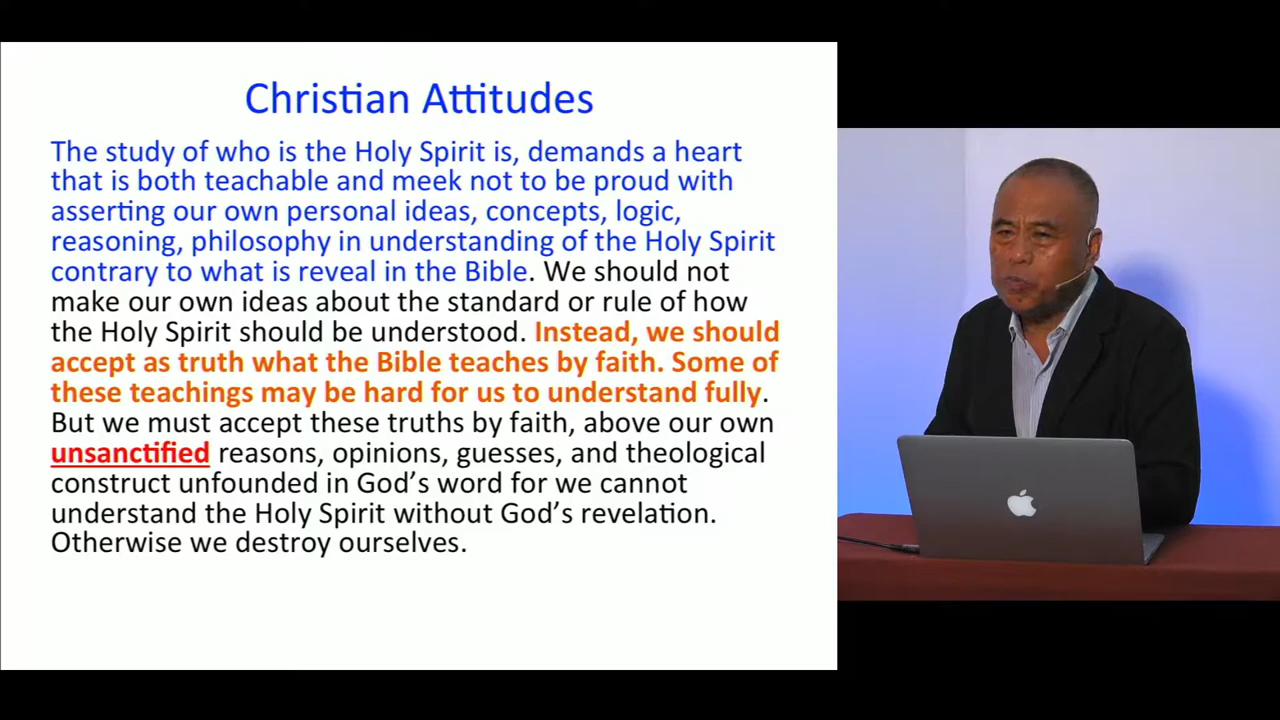 Christian Attitudes
The study of who is the Holy Spirit is, demands a heart
that is both teachable and meek not to be proud with
asserting our own personal ideas, concepts, logic,
reasoning, philosophy in understanding of the Holy Spirit
contrary to what is reveal in the Bible. We should not
make our own ideas about the standard or rule of how
the Holy Spirit should be understood. Instead, we should
accept as truth what the Bible teaches by faith. Some of
these teachings may be hard for us to understand fully.
But we must accept these truths by faith, above our own
unsanctified reasons, opinions, guesses, and theological
construct unfounded in God’s word for we cannot
understand the Holy Spirit without God’s revelation.
Otherwise we destroy ourselves.